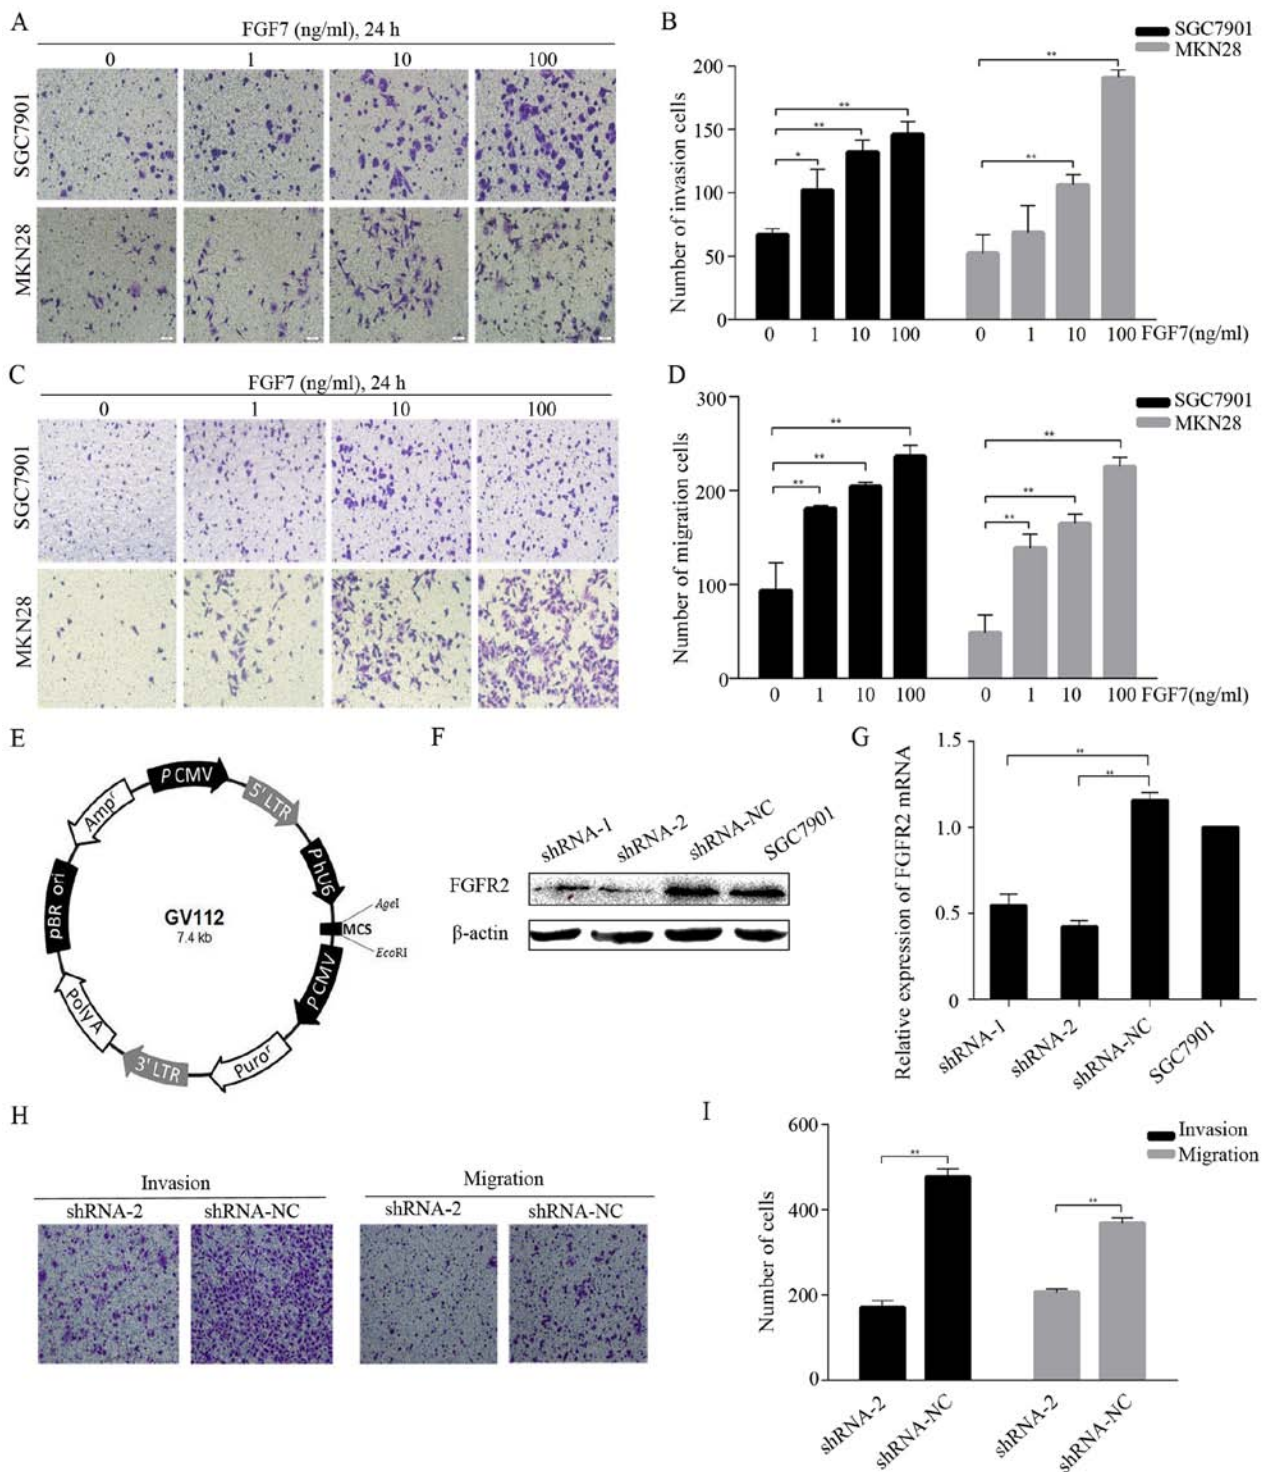 A
FGF7 (ng/ml), 24 h
0 1 10 100
SGC7901
MKN28
B
SGC7901
MKN28
Number of invasion cells
200
150
100
50
0
** ** * ** **
0 1 10 100 0 1 10 100 FGF7(ng/ml)
C
FGF7 (ng/ml), 24 h
0 1 10 100
SGC7901
MKN28
D
SGC7901
MKN28
Number of migration cells
300
200
100
0
** ** ** ** ** **
0 1 10 100 0 1 10 100 FGF7(ng/ml)
E
P CMV
5' LTR
P hU6
AgeI
MCS
EcoRI
P CMV
Puro^r
3' LTR
Poly A
pBR ori
Amp^r
GV112
7.4 kb
F
shRNA-1 shRNA-2 shRNA-NC SGC7901
FGFR2
β-actin
G
Relative expression of FGFR2 mRNA
1.5
1.0
0.5
0
** **
shRNA-1 shRNA-2 shRNA-NC SGC7901
H
Invasion Migration
shRNA-2 shRNA-NC shRNA-2 shRNA-NC
I
Invasion
Migration
Number of cells
600
400
200
0
** **
shRNA-2 shRNA-NC shRNA-2 shRNA-NC